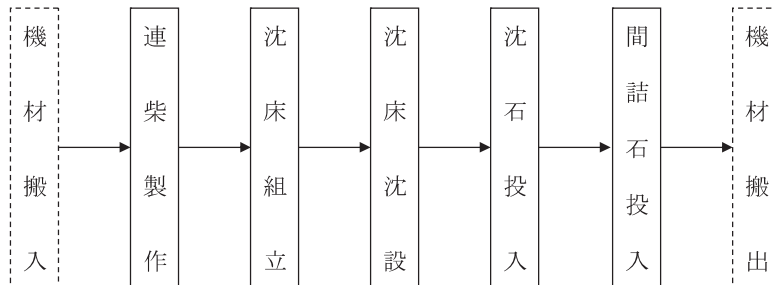 機材搬入
連柴製作
沈床組立
沈床沈設
沈石投入
間詰石投入
機材搬出